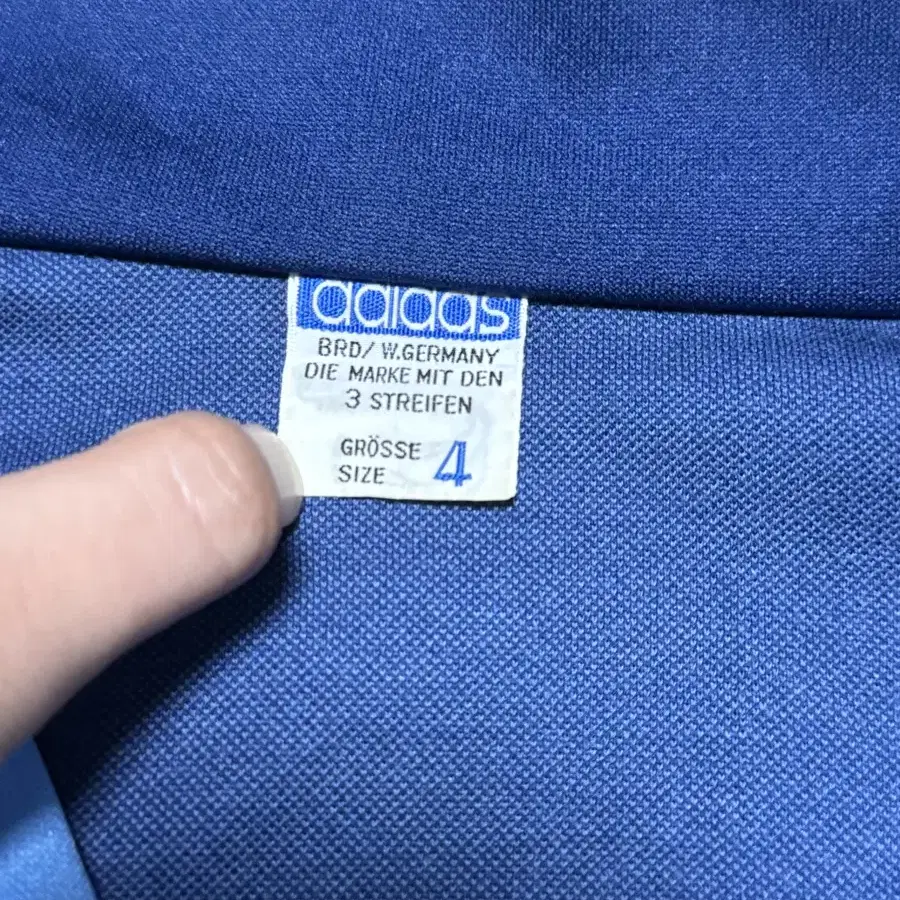 adidas
BRD/ W.GERMANY
DIE MARKE MIT DEN
3 STREIFEN
GRÖSSE
SIZE 4